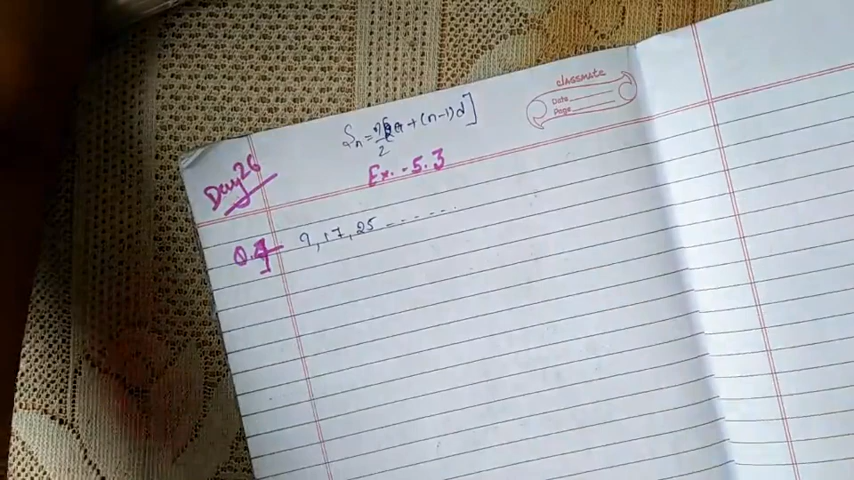 classmate
Date
Page
Sn = n/2 [2a + (n-1)d]
Day 26
Ex. - 5.3
Q.4] 9, 17, 25 - - - - - -